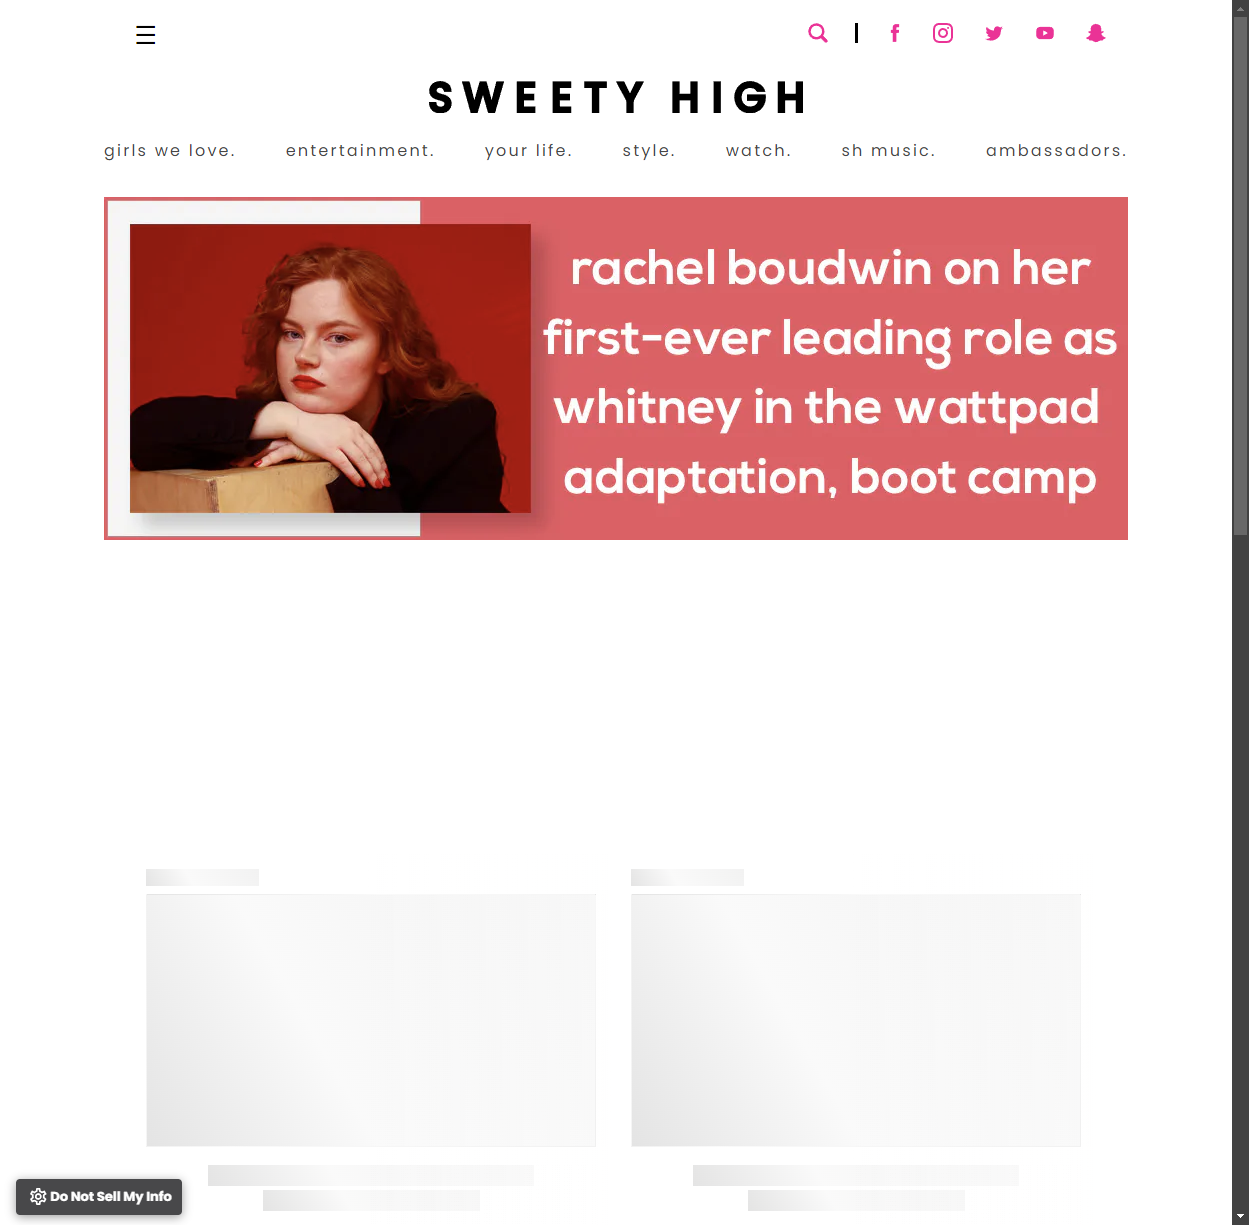 SWEETY HIGH
girls we love. entertainment. your life. style. watch. sh music. ambassadors.
rachel boudwin on her
first-ever leading role as
whitney in the wattpad
adaptation, boot camp
Do Not Sell My Info